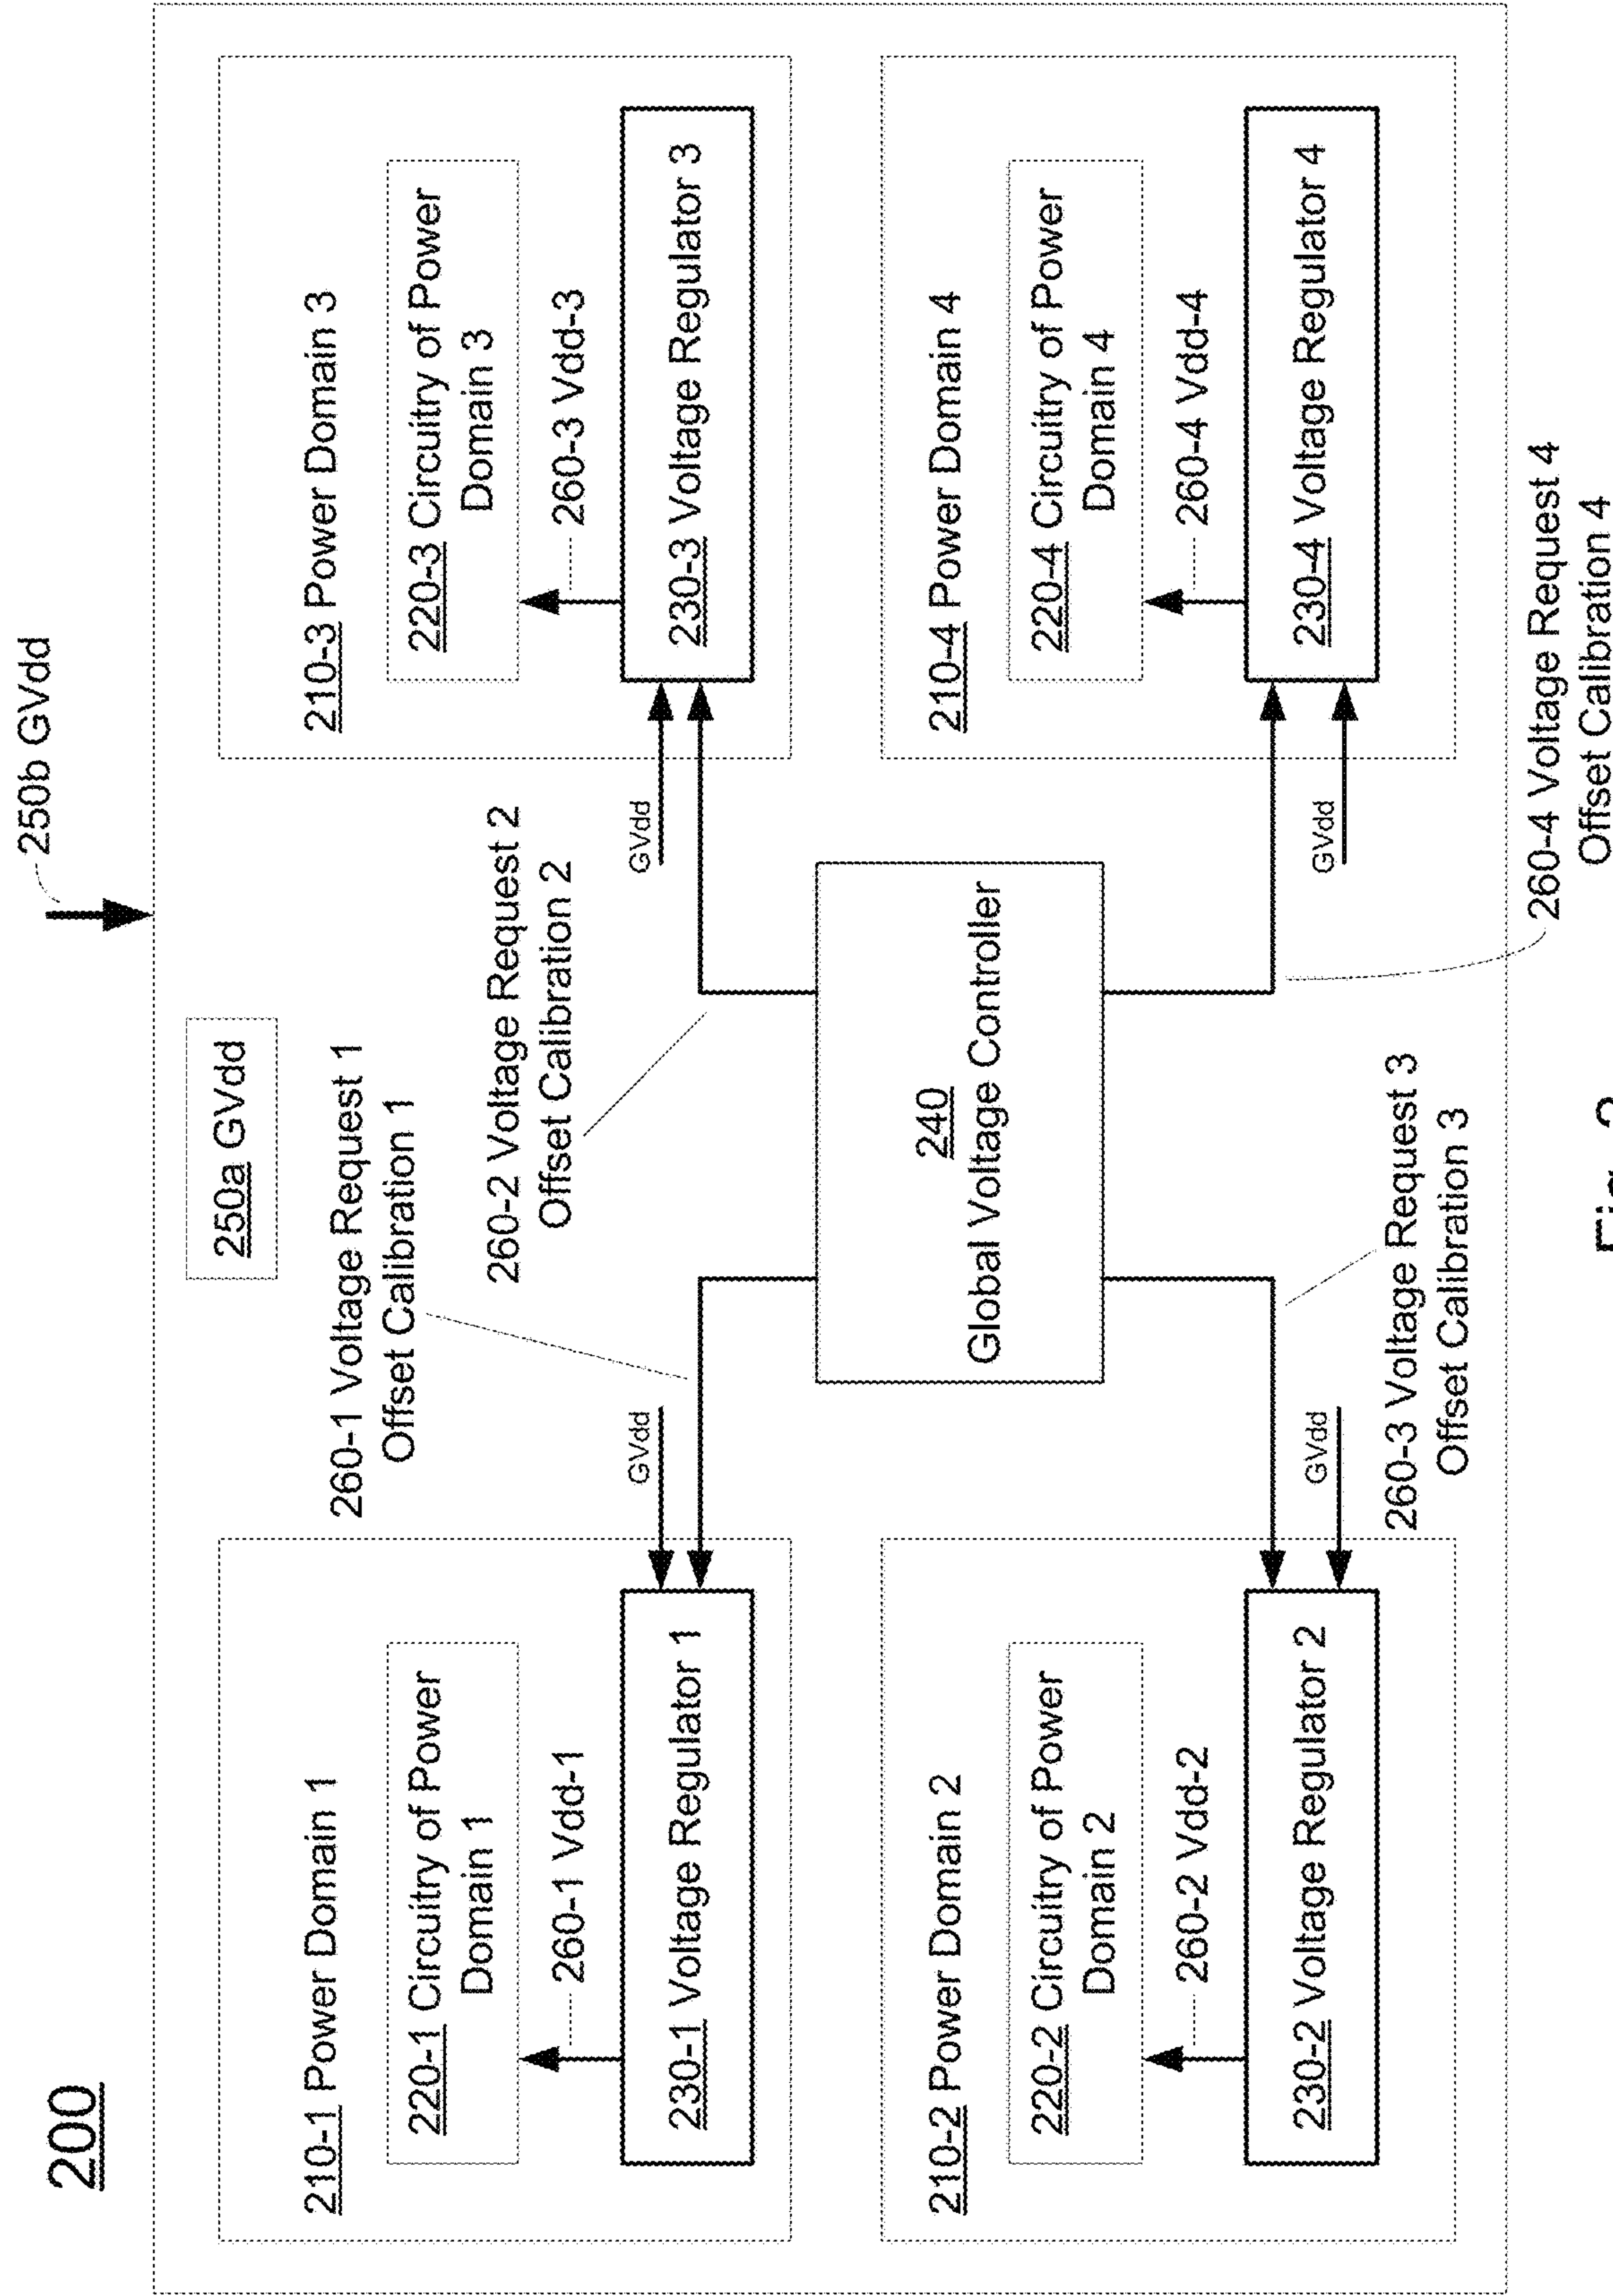 200
250b GVdd
250a GVdd
210-1 Power Domain 1
220-1 Circuitry of Power
Domain 1
260-1 Vdd-1
230-1 Voltage Regulator 1
260-1 Voltage Request 1
Offset Calibration 1
GVdd
260-2 Voltage Request 2
Offset Calibration 2
GVdd
210-3 Power Domain 3
220-3 Circuitry of Power
Domain 3
260-3 Vdd-3
230-3 Voltage Regulator 3
240
Global Voltage Controller
210-2 Power Domain 2
220-2 Circuitry of Power
Domain 2
260-2 Vdd-2
230-2 Voltage Regulator 2
GVdd
260-3 Voltage Request 3
Offset Calibration 3
210-4 Power Domain 4
220-4 Circuitry of Power
Domain 4
260-4 Vdd-4
230-4 Voltage Regulator 4
GVdd
260-4 Voltage Request 4
Offset Calibration 4